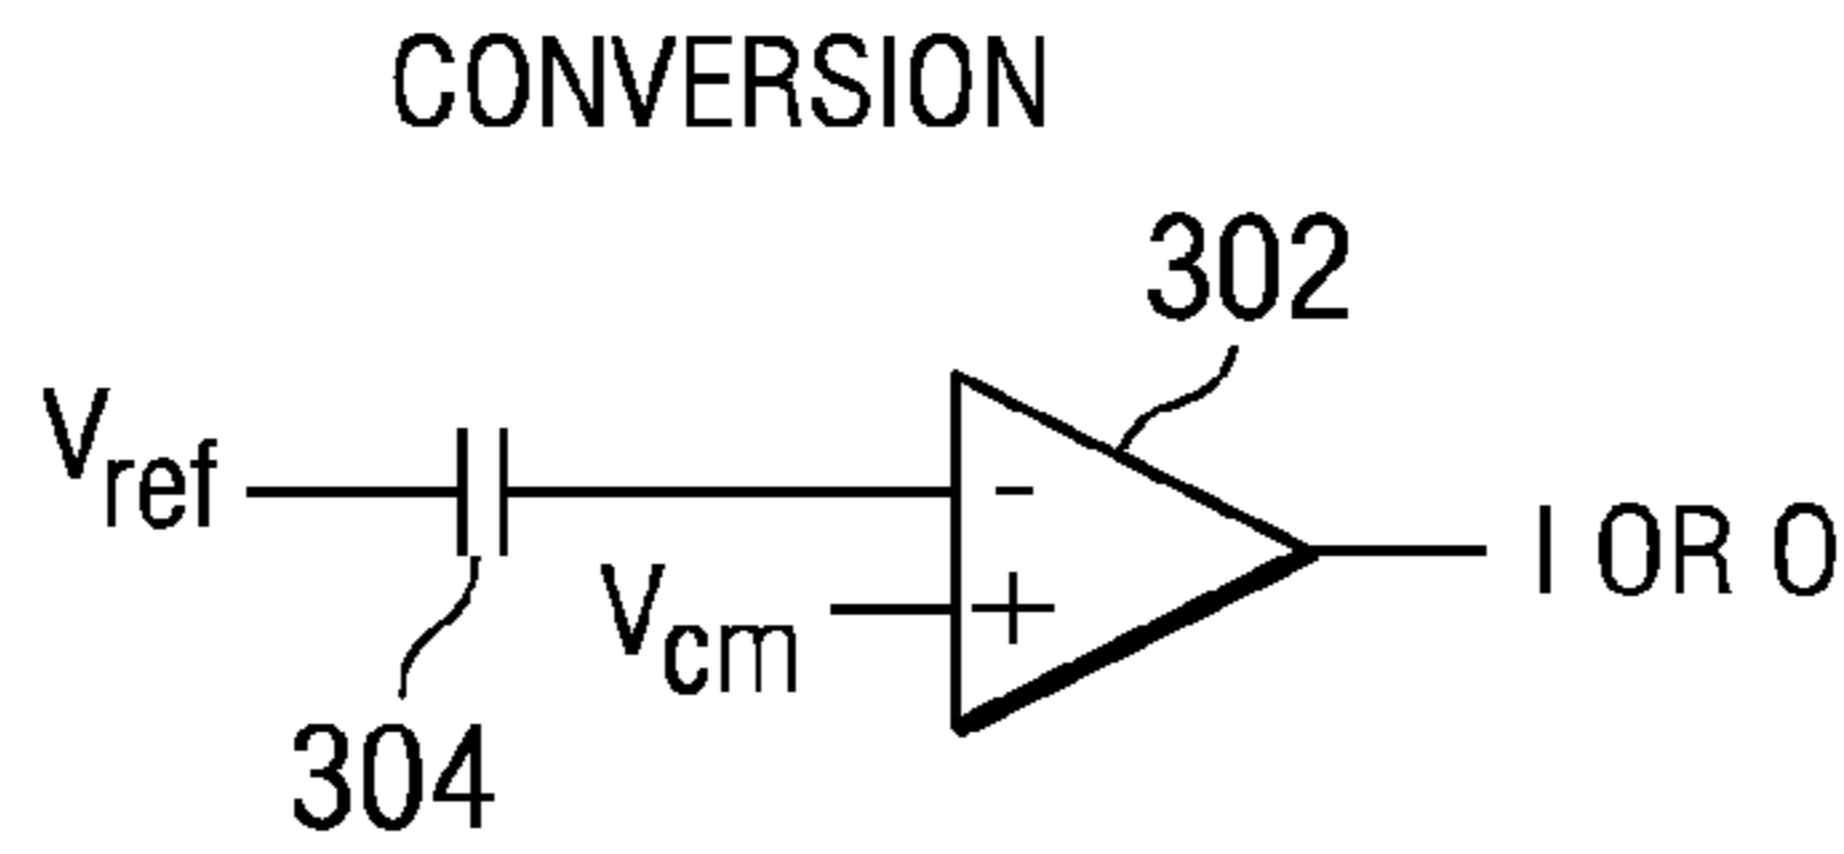 CONVERSION
302
Vref
-
I OR O
Vcm
+
304